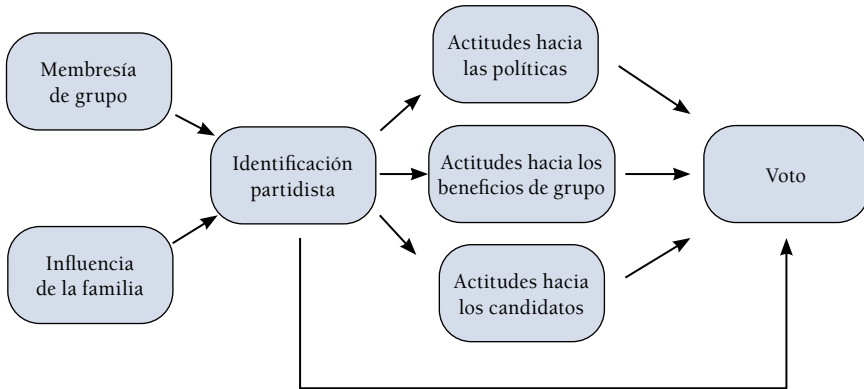 Membresía
de grupo
Influencia
de la familia
Identificación
partidista
Actitudes hacia
las políticas
Actitudes hacia los
beneficios de grupo
Actitudes hacia
los candidatos
Voto